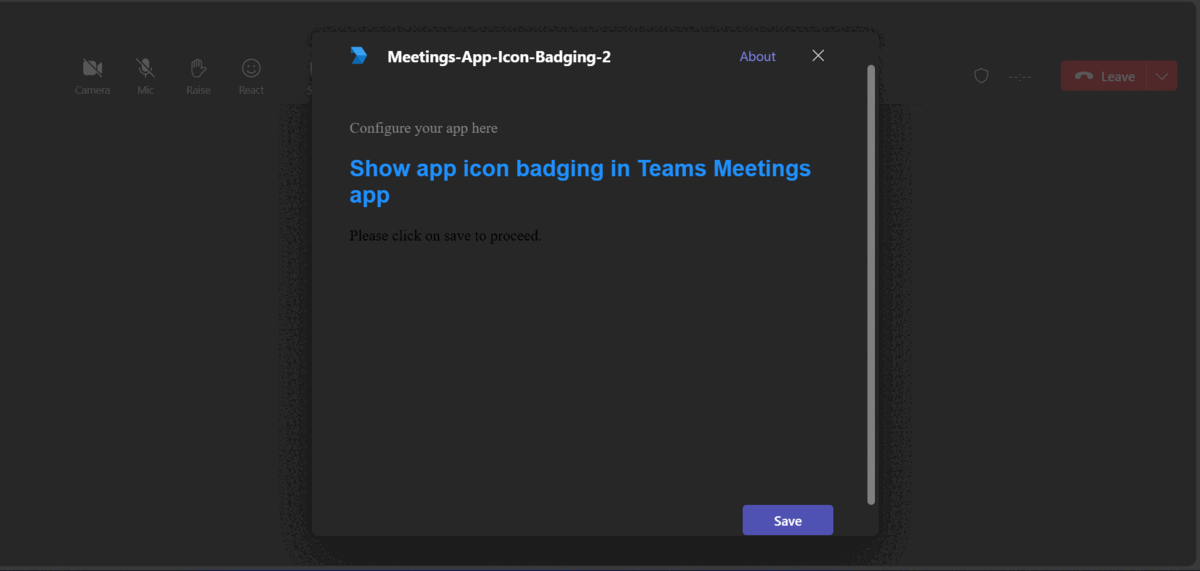 Meetings-App-Icon-Badging-2
About
Camera
Mic
Raise
React
--:--
Leave
Configure your app here
Show app icon badging in Teams Meetings
app
Please click on save to proceed.
Save